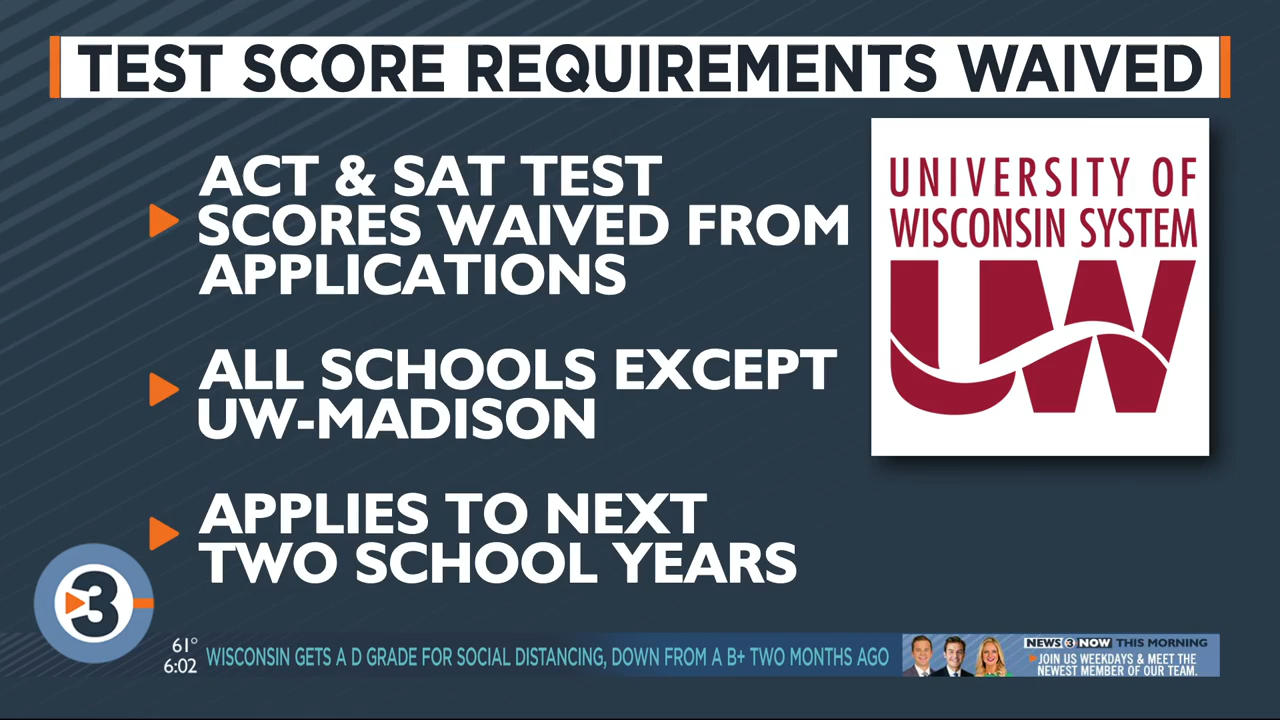 TEST SCORE REQUIREMENTS WAIVED
ACT & SAT TEST
SCORES WAIVED FROM
APPLICATIONS
ALL SCHOOLS EXCEPT
UW-MADISON
APPLIES TO NEXT
TWO SCHOOL YEARS
UNIVERSITY OF
WISCONSIN SYSTEM
UW
3
61°
6:02
WISCONSIN GETS A D GRADE FOR SOCIAL DISTANCING, DOWN FROM A B+ TWO MONTHS AGO
NEWS 3 NOW THIS MORNING
JOIN US WEEKDAYS & MEET THE
NEWEST MEMBER OF OUR TEAM.